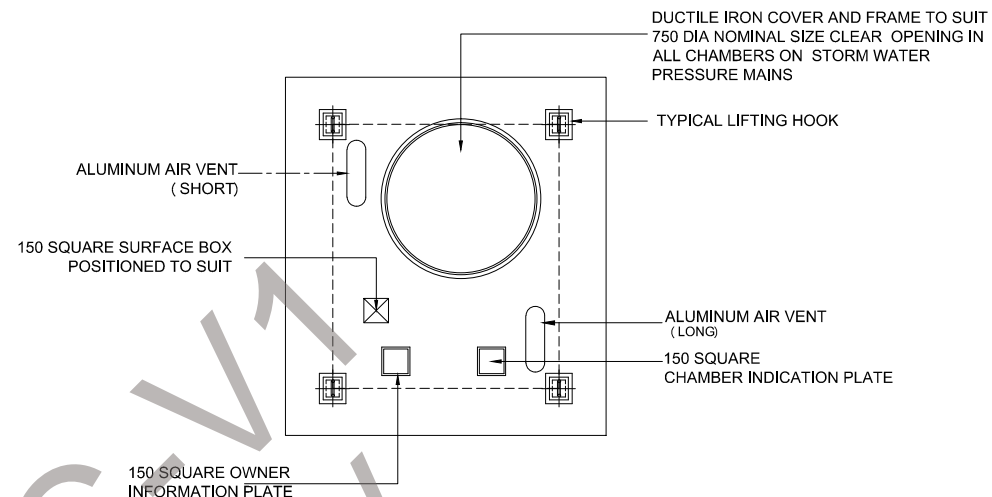 DUCTILE IRON COVER AND FRAME TO SUIT
750 DIA NOMINAL SIZE CLEAR OPENING IN
ALL CHAMBERS ON STORM WATER
PRESSURE MAINS
TYPICAL LIFTING HOOK
ALUMINUM AIR VENT
( SHORT)
150 SQUARE SURFACE BOX
POSITIONED TO SUIT
ALUMINUM AIR VENT
( LONG)
150 SQUARE
CHAMBER INDICATION PLATE
150 SQUARE OWNER
INFORMATION PLATE